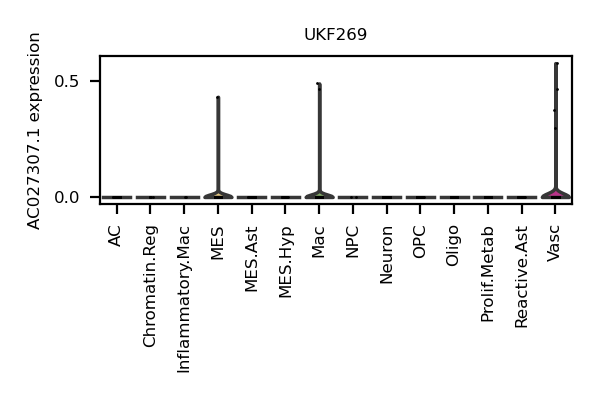 UKF269
AC027307.1 expression
0.5
0.0
AC
Chromatin.Reg
Inflammatory.Mac
MES
MES.Ast
MES.Hyp
Mac
NPC
Neuron
OPC
Oligo
Prolif.Metab
Reactive.Ast
Vasc